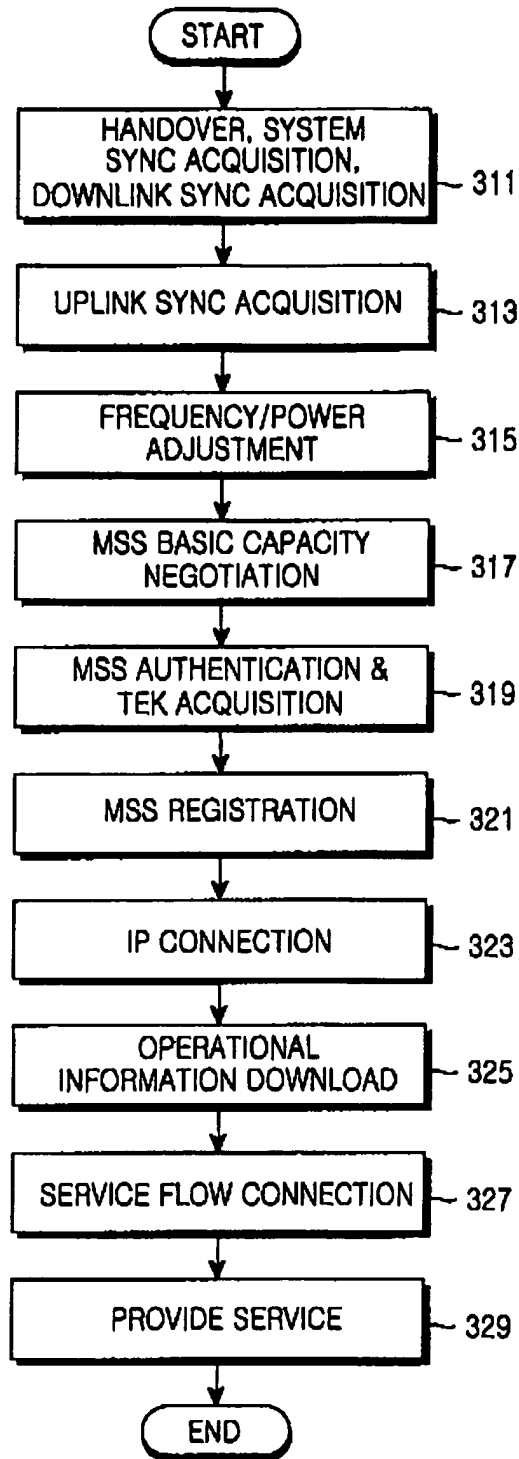 START
HANDOVER, SYSTEM
SYNC ACQUISITION,
DOWNLINK SYNC ACQUISITION
311
UPLINK SYNC ACQUISITION
313
FREQUENCY/POWER
ADJUSTMENT
315
MSS BASIC CAPACITY
NEGOTIATION
317
MSS AUTHENTICATION &
TEK ACQUISITION
319
MSS REGISTRATION
321
IP CONNECTION
323
OPERATIONAL
INFORMATION DOWNLOAD
325
SERVICE FLOW CONNECTION
327
PROVIDE SERVICE
329
END